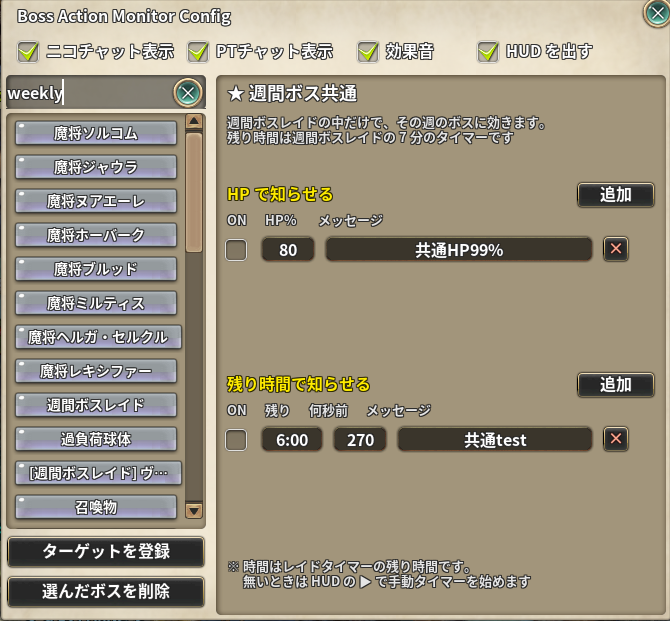 Boss Action Monitor Config
ニコチャット表示 PTチャット表示 効果音 HUD を出す
weekly
魔将ソルコム
魔将ジャウラ
魔将ヌアエーレ
魔将ホーバーク
魔将ブルッド
魔将ミルティス
魔将ヘルガ・セルクル
魔将レキシファー
週間ボスレイド
過負荷球体
[週間ボスレイド] ヴ…
召喚物
ターゲットを登録
選んだボスを削除
★ 週間ボス共通
週間ボスレイドの中だけで、その週のボスに効きます。
残り時間は週間ボスレイドの 7 分のタイマーです
HP で知らせる 追加
ON HP% メッセージ
80 共通HP99%
残り時間で知らせる 追加
ON 残り 何秒前 メッセージ
6:00 270 共通test
※ 時間はレイドタイマーの残り時間です。
無いときは HUD の ▶ で手動タイマーを始めます